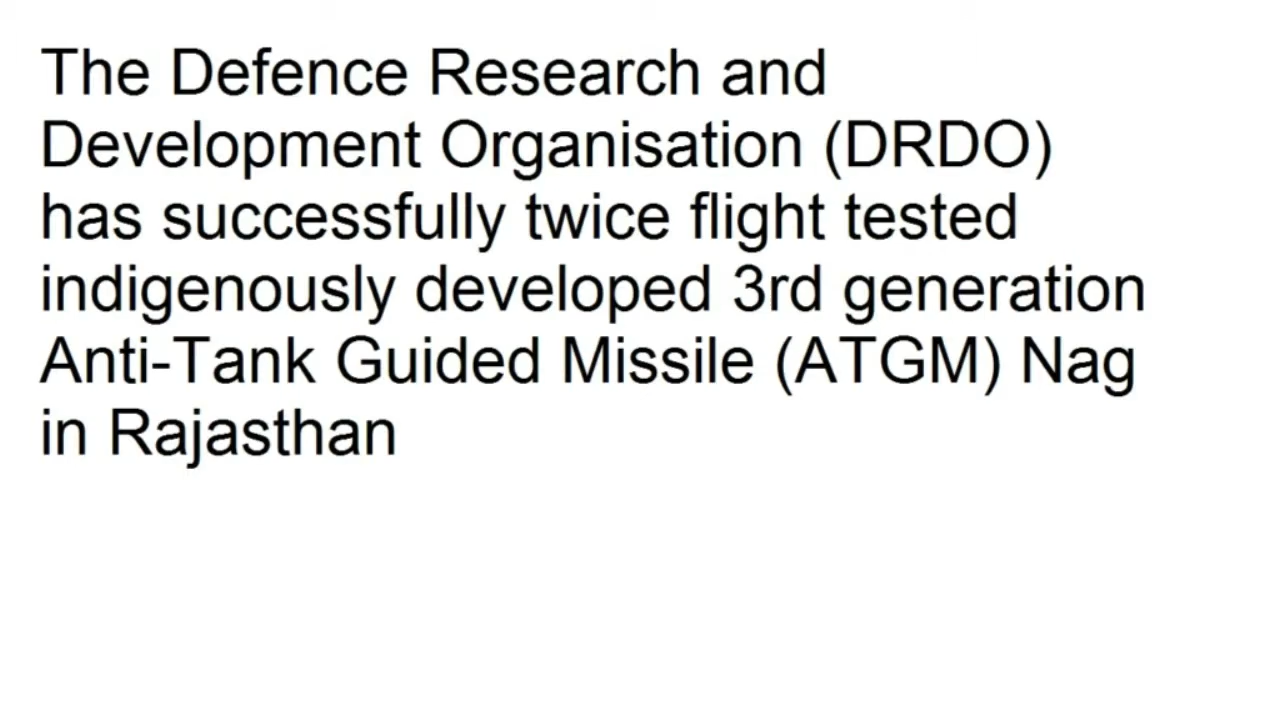 The Defence Research and
Development Organisation (DRDO)
has successfully twice flight tested
indigenously developed 3rd generation
Anti-Tank Guided Missile (ATGM) Nag
in Rajasthan